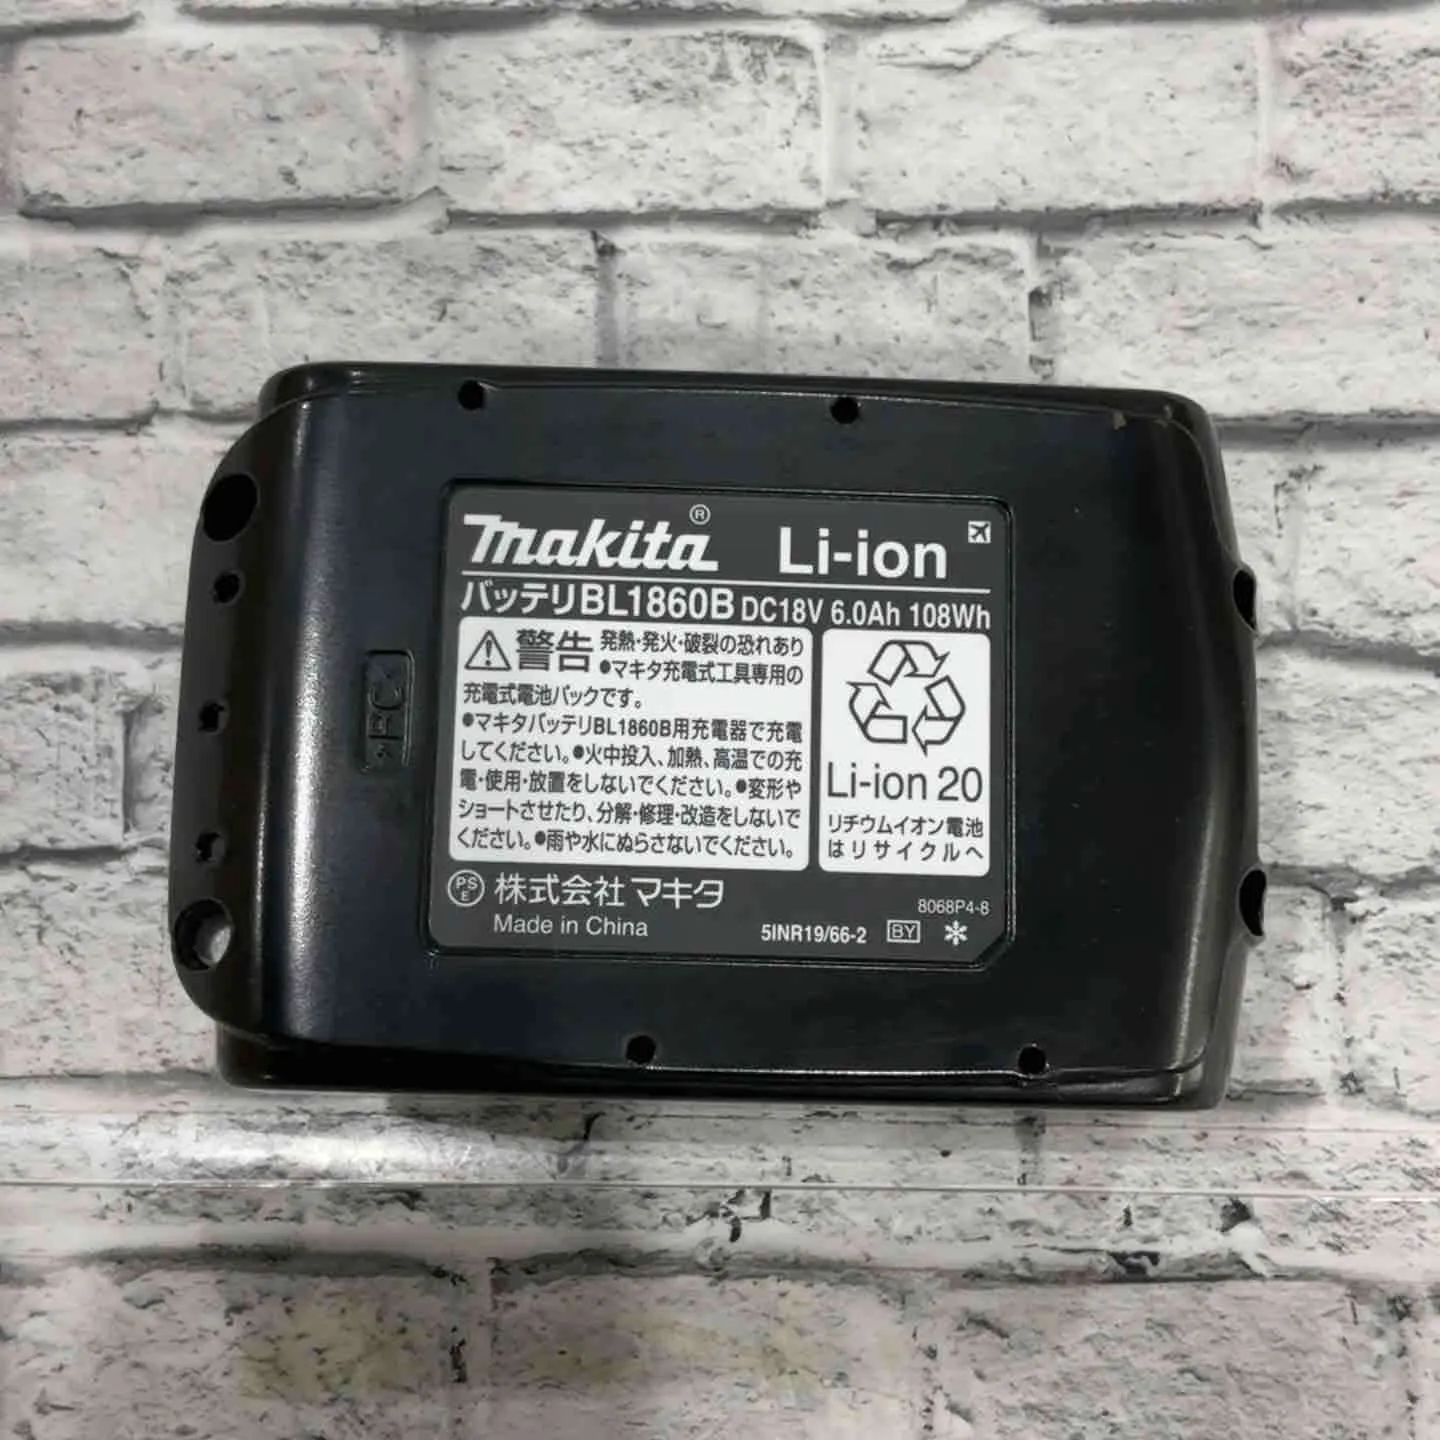 makita® Li-ion
バッテリBL1860B DC18V 6.0Ah 108Wh
警告 発熱・発火・破裂の恐れあり
●マキタ充電式工具専用の
充電式電池パックです。
●マキタバッテリBL1860B用充電器で充電
してください。●火中投入、加熱、高温での充
電・使用・放置をしないでください。●変形や
ショートさせたり、分解・修理・改造をしないで
ください。●雨や水にぬらさないでください。
Li-ion 20
リチウムイオン電池
はリサイクルへ
PSE 株式会社マキタ
Made in China
8068P4-8
5INR19/66-2 BY ✼